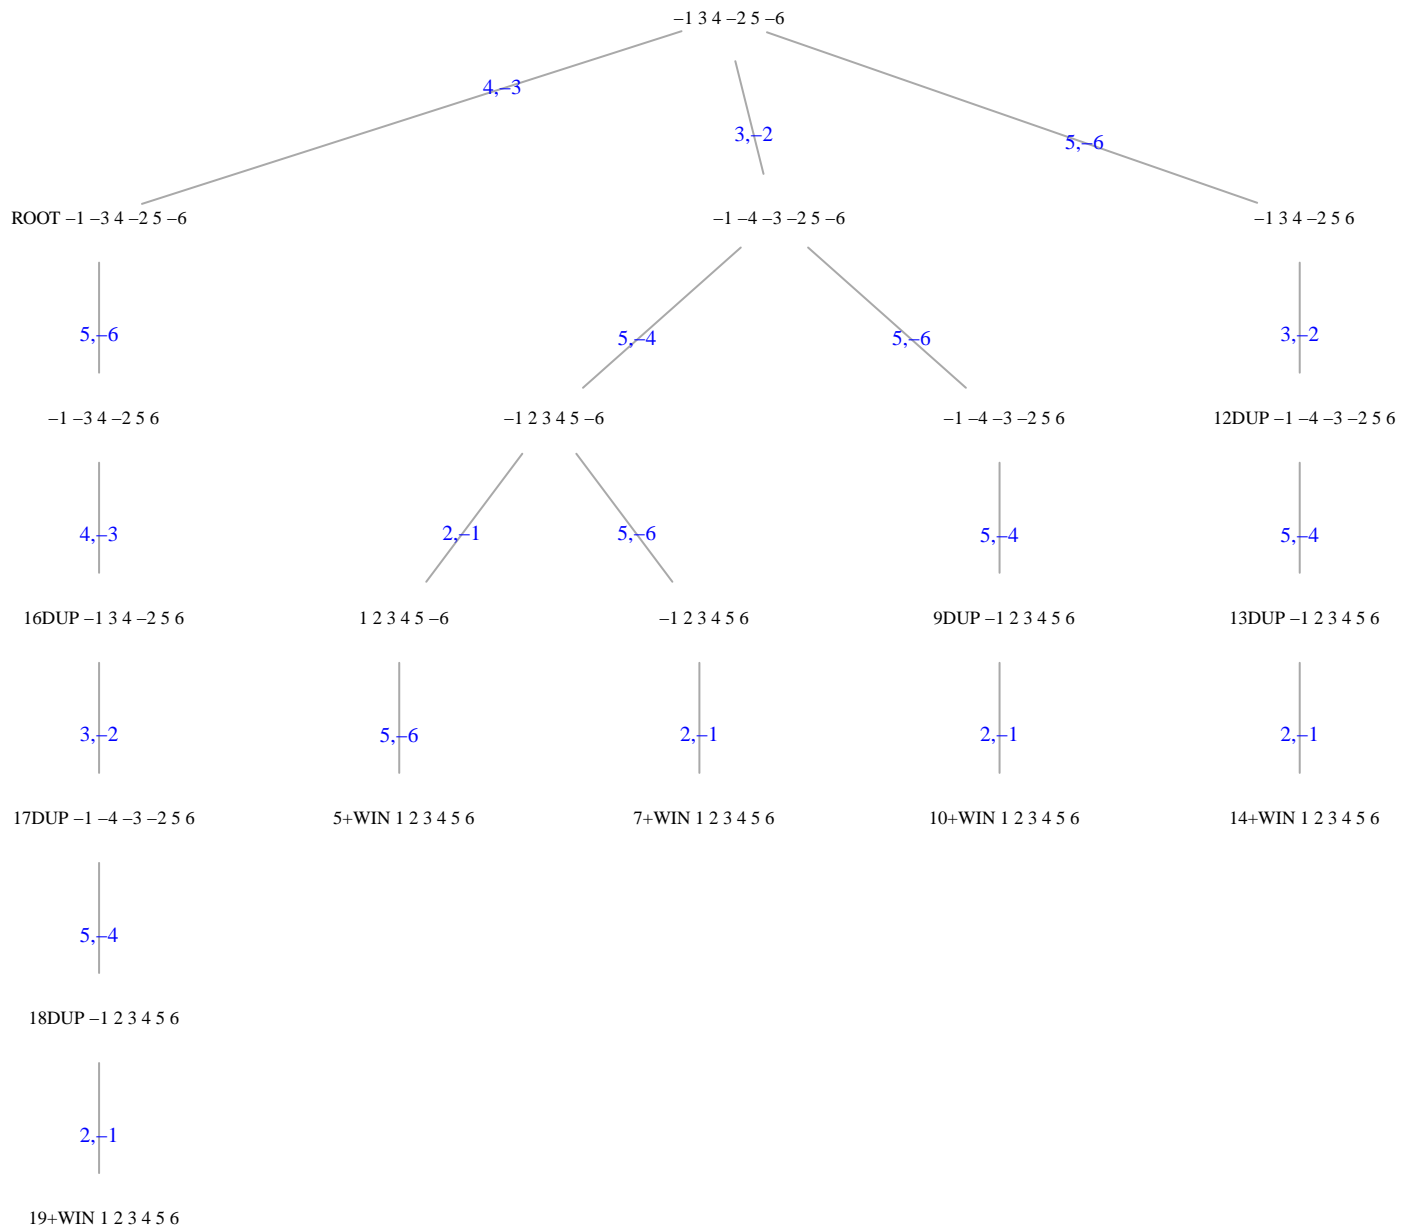 –1 3 4 –2 5 –6
4,–3
3,–2
5,–6
ROOT –1 –3 4 –2 5 –6
–1 –4 –3 –2 5 –6
–1 3 4 –2 5 6
5,–6
5,–4
5,–6
3,–2
–1 –3 4 –2 5 6
–1 2 3 4 5 –6
–1 –4 –3 –2 5 6
12DUP –1 –4 –3 –2 5 6
4,–3
2,–1
5,–6
5,–4
5,–4
16DUP –1 3 4 –2 5 6
1 2 3 4 5 –6
–1 2 3 4 5 6
9DUP –1 2 3 4 5 6
13DUP –1 2 3 4 5 6
3,–2
5,–6
2,–1
2,–1
2,–1
17DUP –1 –4 –3 –2 5 6
5+WIN 1 2 3 4 5 6
7+WIN 1 2 3 4 5 6
10+WIN 1 2 3 4 5 6
14+WIN 1 2 3 4 5 6
5,–4
18DUP –1 2 3 4 5 6
2,–1
19+WIN 1 2 3 4 5 6